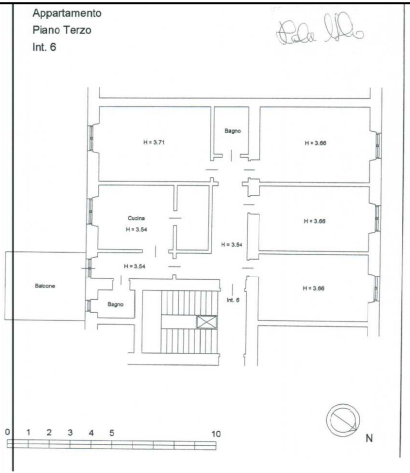 Appartamento
Piano Terzo
Int. 6
Bagno
H = 3.71
H = 3.66
Cucina
H = 3.54
H = 3.66
H = 3.54
H = 3.54
Balcone
H = 3.66
Bagno
Int. 6
0 1 2 3 4 5 10
N